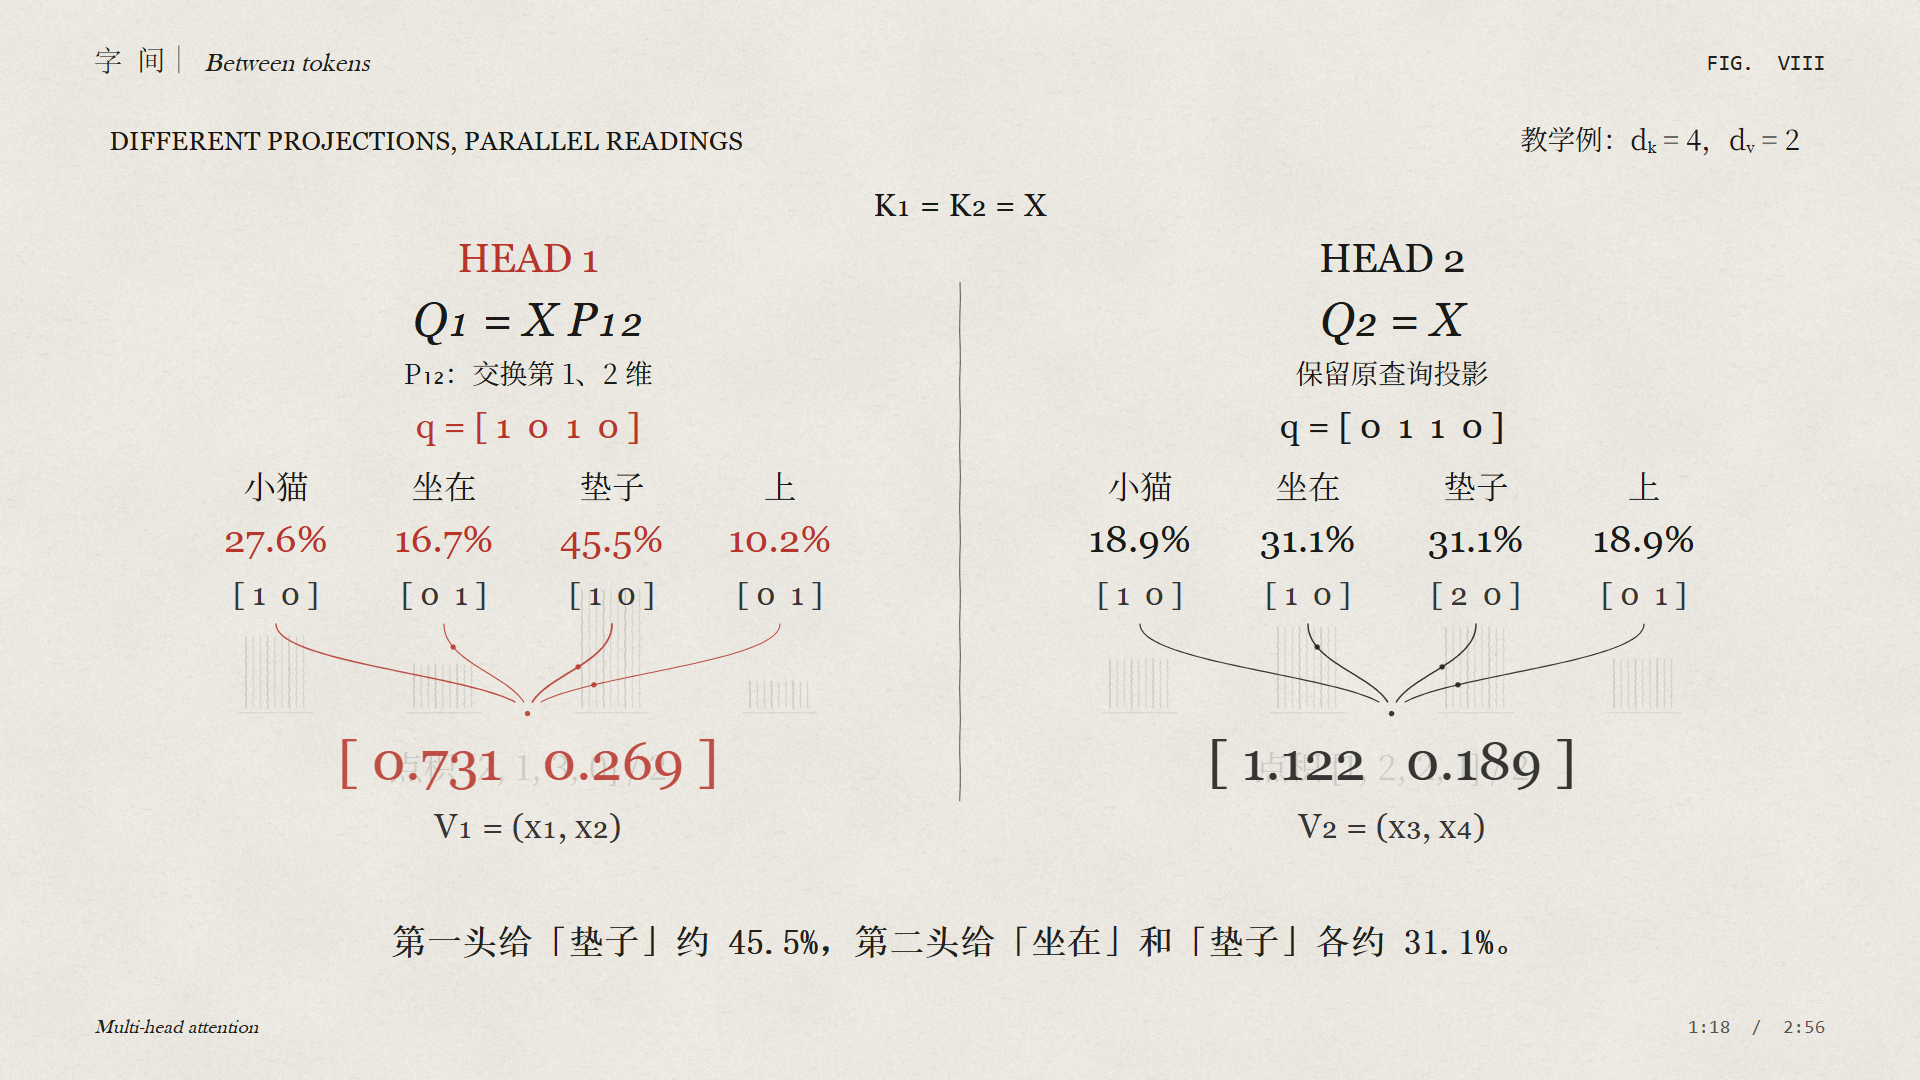 字 间 | Between tokens
FIG. VIII
DIFFERENT PROJECTIONS, PARALLEL READINGS
教学例：dₖ = 4，dᵥ = 2
K1 = K2 = X
HEAD 1
Q1 = X P12
P₁₂：交换第 1、2 维
q = [ 1 0 1 0 ]
小猫 坐在 垫子 上
27.6% 16.7% 45.5% 10.2%
[ 1 0 ] [ 0 1 ] [ 1 0 ] [ 0 1 ]
[ 0.731 0.269 ]
V1 = (x1, x2)
HEAD 2
Q2 = X
保留原查询投影
q = [ 0 1 1 0 ]
小猫 坐在 垫子 上
18.9% 31.1% 31.1% 18.9%
[ 1 0 ] [ 1 0 ] [ 2 0 ] [ 0 1 ]
[ 1.122 0.189 ]
V2 = (x3, x4)
第一头给「垫子」约 45.5%，第二头给「坐在」和「垫子」各约 31.1%。
Multi-head attention
1:18 / 2:56